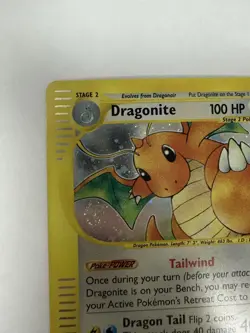 STAGE 2
Evolves from Dragonair
Put Dragonite on the Stage 1
Dragonite 100 HP
Stage 2 Po
Dragon Pokémon. Length: 7' 3", Weight: 463 lbs.
Poké-POWER Tailwind
Once during your turn (before your attac
Dragonite is on your Bench, you may re
your Active Pokémon's Retreat Cost to
Dragon Tail Flip 2 coins.